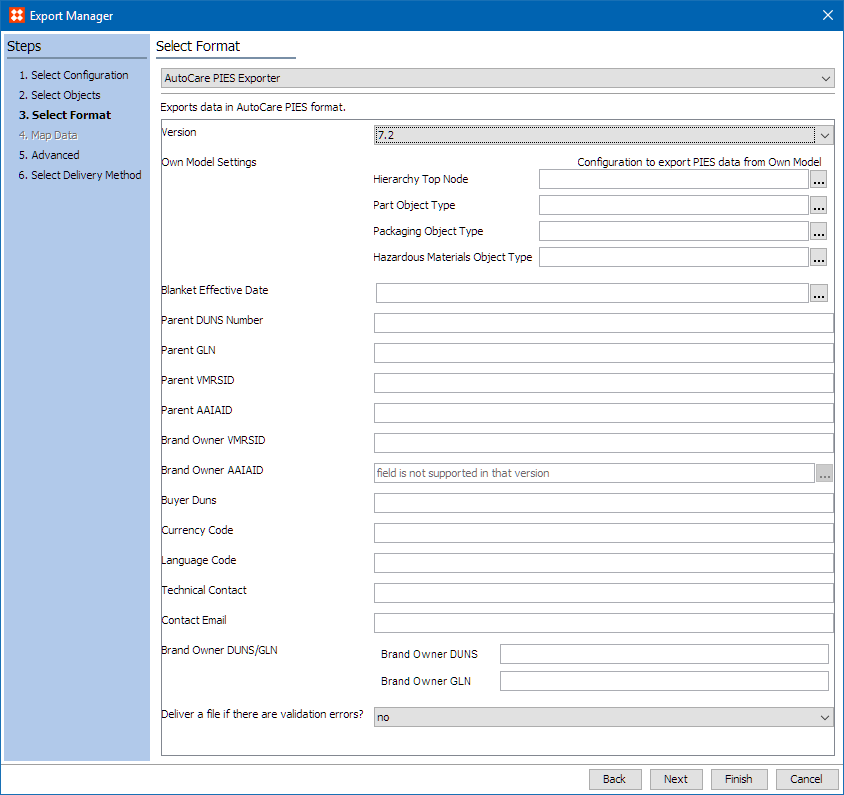 Export Manager
Steps
1. Select Configuration
2. Select Objects
3. Select Format
4. Map Data
5. Advanced
6. Select Delivery Method
Select Format
AutoCare PIES Exporter
Exports data in AutoCare PIES format.
Version
7.2
Own Model Settings
Configuration to export PIES data from Own Model
Hierarchy Top Node
...
Part Object Type
...
Packaging Object Type
...
Hazardous Materials Object Type
...
Blanket Effective Date
...
Parent DUNS Number
Parent GLN
Parent VMRSID
Parent AAIAID
Brand Owner VMRSID
Brand Owner AAIAID
field is not supported in that version
...
Buyer Duns
Currency Code
Language Code
Technical Contact
Contact Email
Brand Owner DUNS/GLN
Brand Owner DUNS
Brand Owner GLN
Deliver a file if there are validation errors?
no
Back
Next
Finish
Cancel